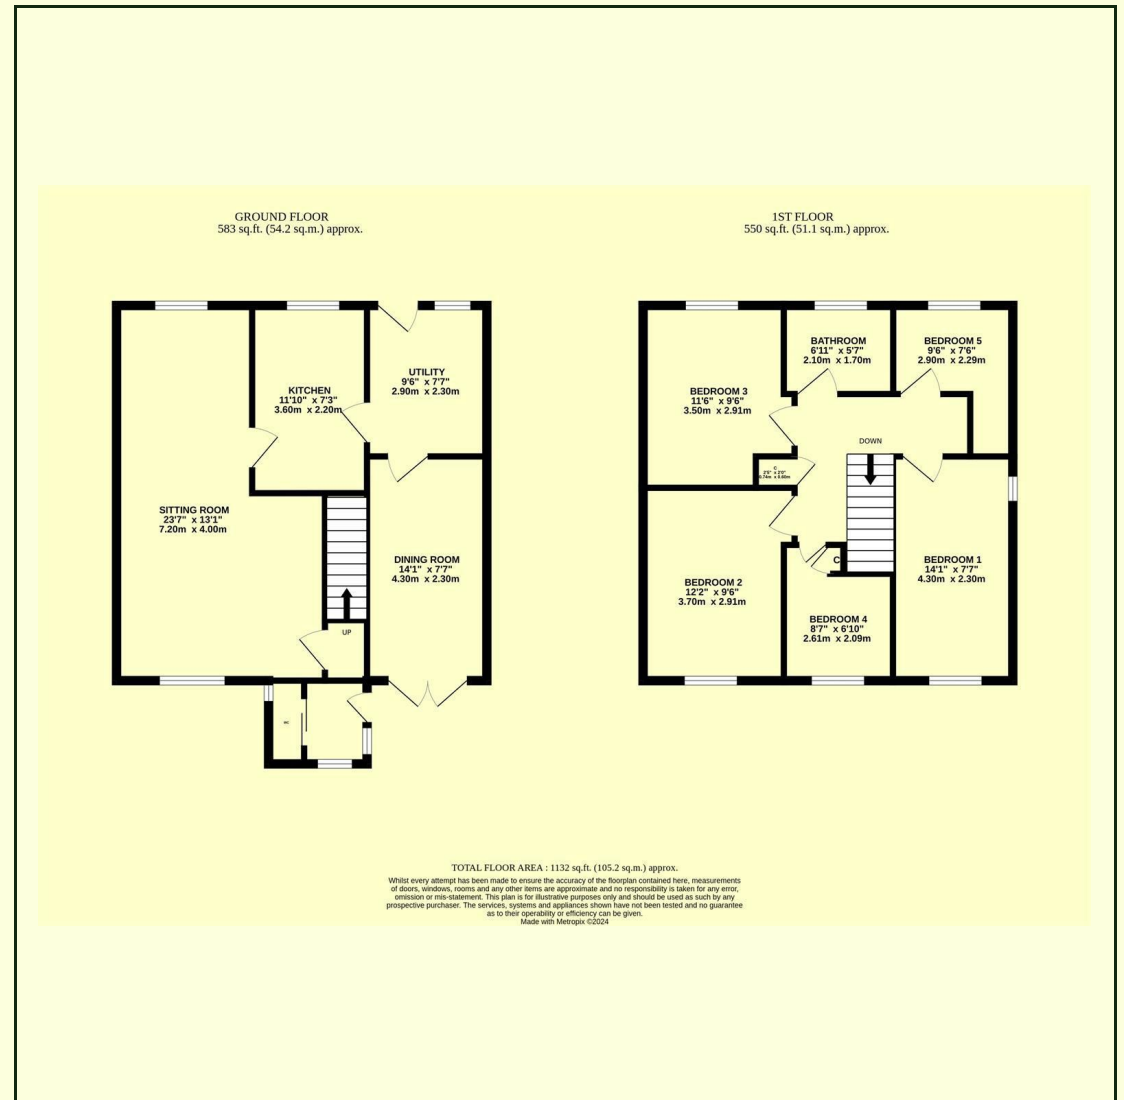 GROUND FLOOR
583 sq.ft. (54.2 sq.m.) approx.
1ST FLOOR
550 sq.ft. (51.1 sq.m.) approx.
SITTING ROOM
23'7" x 13'1"
7.20m x 4.00m
KITCHEN
11'10" x 7'3"
3.60m x 2.20m
UTILITY
9'6" x 7'7"
2.90m x 2.30m
DINING ROOM
14'1" x 7'7"
4.30m x 2.30m
UP
WC
BEDROOM 3
11'6" x 9'6"
3.50m x 2.91m
BATHROOM
6'11" x 5'7"
2.10m x 1.70m
BEDROOM 5
9'6" x 7'6"
2.90m x 2.29m
DOWN
C
2'5" x 2'0"
0.74m x 0.60m
BEDROOM 2
12'2" x 9'6"
3.70m x 2.91m
C
BEDROOM 4
8'7" x 6'10"
2.61m x 2.09m
BEDROOM 1
14'1" x 7'7"
4.30m x 2.30m
TOTAL FLOOR AREA : 1132 sq.ft. (105.2 sq.m.) approx.
Whilst every attempt has been made to ensure the accuracy of the floorplan contained here, measurements
of doors, windows, rooms and any other items are approximate and no responsibility is taken for any error,
omission or mis-statement. This plan is for illustrative purposes only and should be used as such by any
prospective purchaser. The services, systems and appliances shown have not been tested and no guarantee
as to their operability or efficiency can be given.
Made with Metropix ©2024